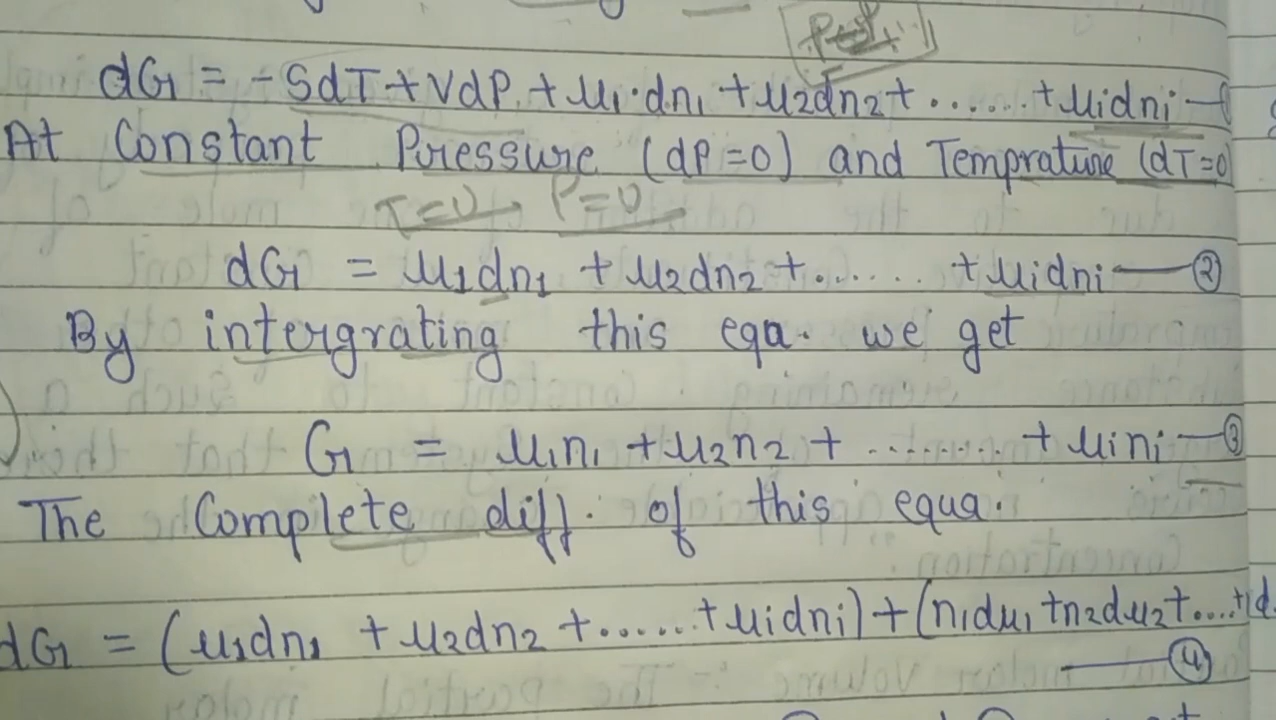 dG = -SdT + VdP + μ₁·dn₁ + μ₂dn₂ + ...... + μᵢdnᵢ —
At Constant Pressure (dP=0) and Temprature (dT=0)
T=0, P=0
dG = μ₁dn₁ + μ₂dn₂ + ...... + μᵢdnᵢ — ②
By intergrating this eqa. we get
G = μ₁n₁ + μ₂n₂ + ......... + μᵢnᵢ — ③
The Complete diff. of this equa.
dG = (μ₁dn₁ + μ₂dn₂ + ...... + μᵢdnᵢ) + (n₁dμ₁ + n₂dμ₂ + .... +
— ④